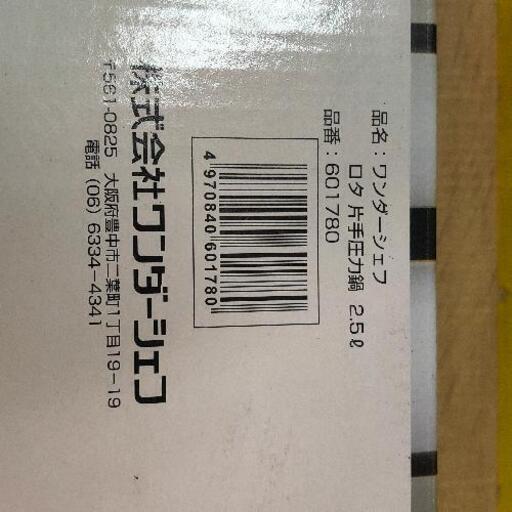 品名：ワンダーシェフ
ロタ 片手圧力鍋 2.5ℓ
品番：601780
4 970840 601780
株式会社ワンダーシェフ
〒561-0825 大阪府豊中市二葉町1丁目19-19
電話 (06) 6334-4341